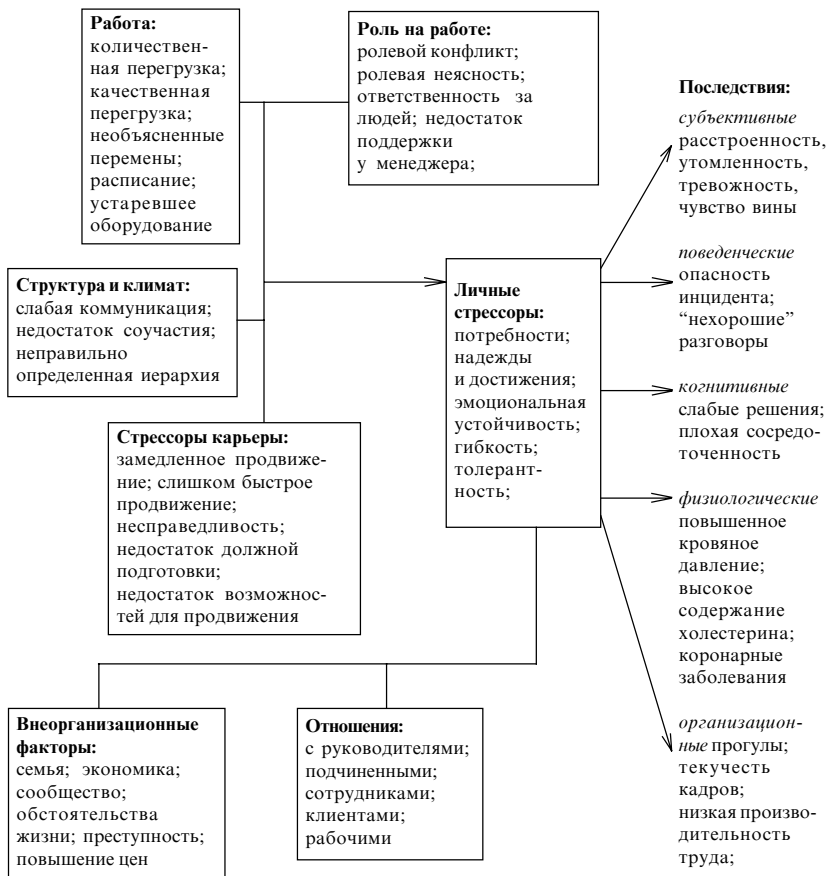 Работа:
количествен-
ная перегрузка;
качественная
перегрузка;
необъясненные
перемены;
расписание;
устаревшее
оборудование
Роль на работе:
ролевой конфликт;
ролевая неясность;
ответственность за
людей; недостаток
поддержки
у менеджера;
Структура и климат:
слабая коммуникация;
недостаток соучастия;
неправильно
определенная иерархия
Стрессоры карьеры:
замедленное продвиже-
ние; слишком быстрое
продвижение;
несправедливость;
недостаток должной
подготовки;
недостаток возможнос-
тей для продвижения
Личные
стрессоры:
потребности;
надежды
и достижения;
эмоциональная
устойчивость;
гибкость;
толерант-
ность;
Внеорганизационные
факторы:
семья; экономика;
сообщество;
обстоятельства
жизни; преступность;
повышение цен
Отношения:
с руководителями;
подчиненными;
сотрудниками;
клиентами;
рабочими
Последствия:
субъективные
расстроенность,
утомленность,
тревожность,
чувство вины
поведенческие
опасность
инцидента;
“нехорошие”
разговоры
когнитивные
слабые решения;
плохая сосредо-
точенность
физиологические
повышенное
кровяное
давление;
высокое
содержание
холестерина;
коронарные
заболевания
организацион-
ные прогулы;
текучесть
кадров;
низкая произво-
дительность
труда;